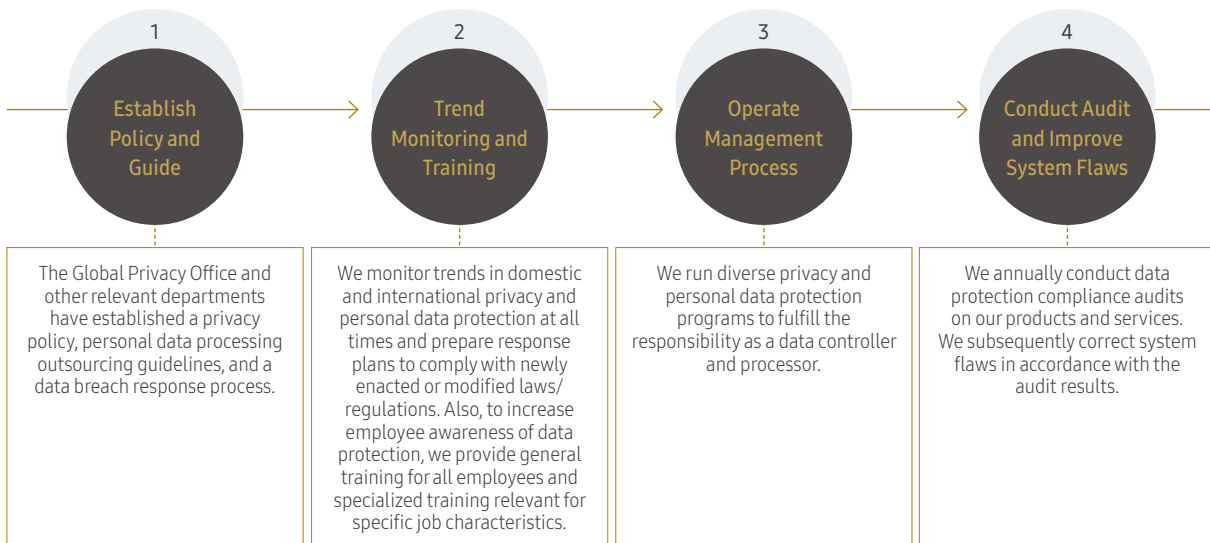 1
Establish
Policy and
Guide
The Global Privacy Office and
other relevant departments
have established a privacy
policy, personal data processing
outsourcing guidelines, and a
data breach response process.
2
Trend
Monitoring and
Training
We monitor trends in domestic
and international privacy and
personal data protection at all
times and prepare response
plans to comply with newly
enacted or modified laws/
regulations. Also, to increase
employee awareness of data
protection, we provide general
training for all employees and
specialized training relevant for
specific job characteristics.
3
Operate
Management
Process
We run diverse privacy and
personal data protection
programs to fulfill the
responsibility as a data controller
and processor.
4
Conduct Audit
and Improve
System Flaws
We annually conduct data
protection compliance audits
on our products and services.
We subsequently correct system
flaws in accordance with the
audit results.